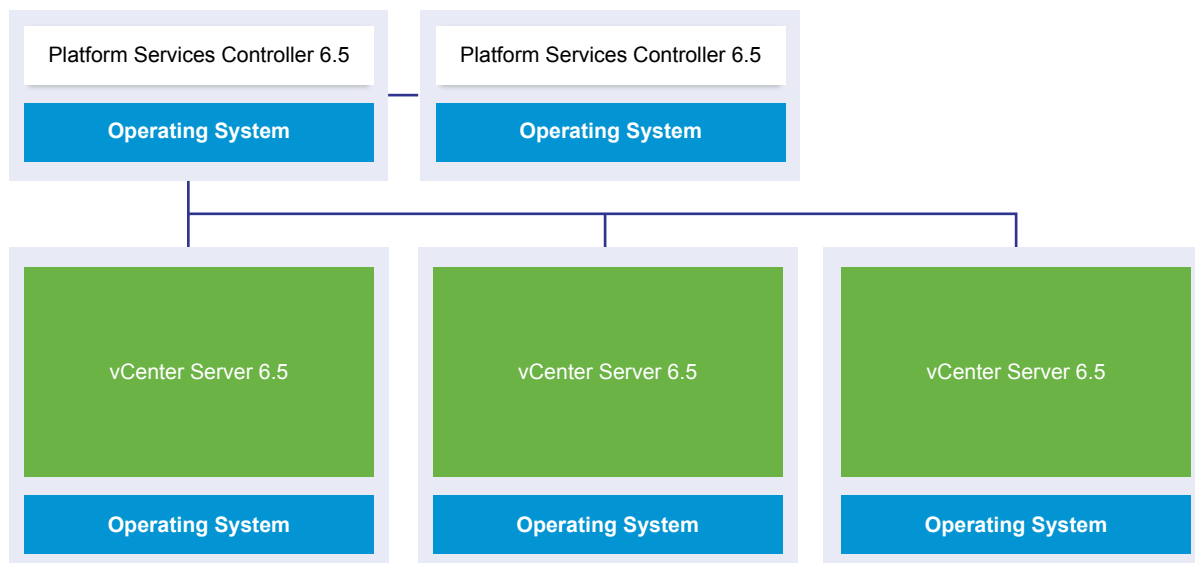 Platform Services Controller 6.5
Platform Services Controller 6.5
Operating System
Operating System
vCenter Server 6.5
vCenter Server 6.5
vCenter Server 6.5
Operating System
Operating System
Operating System